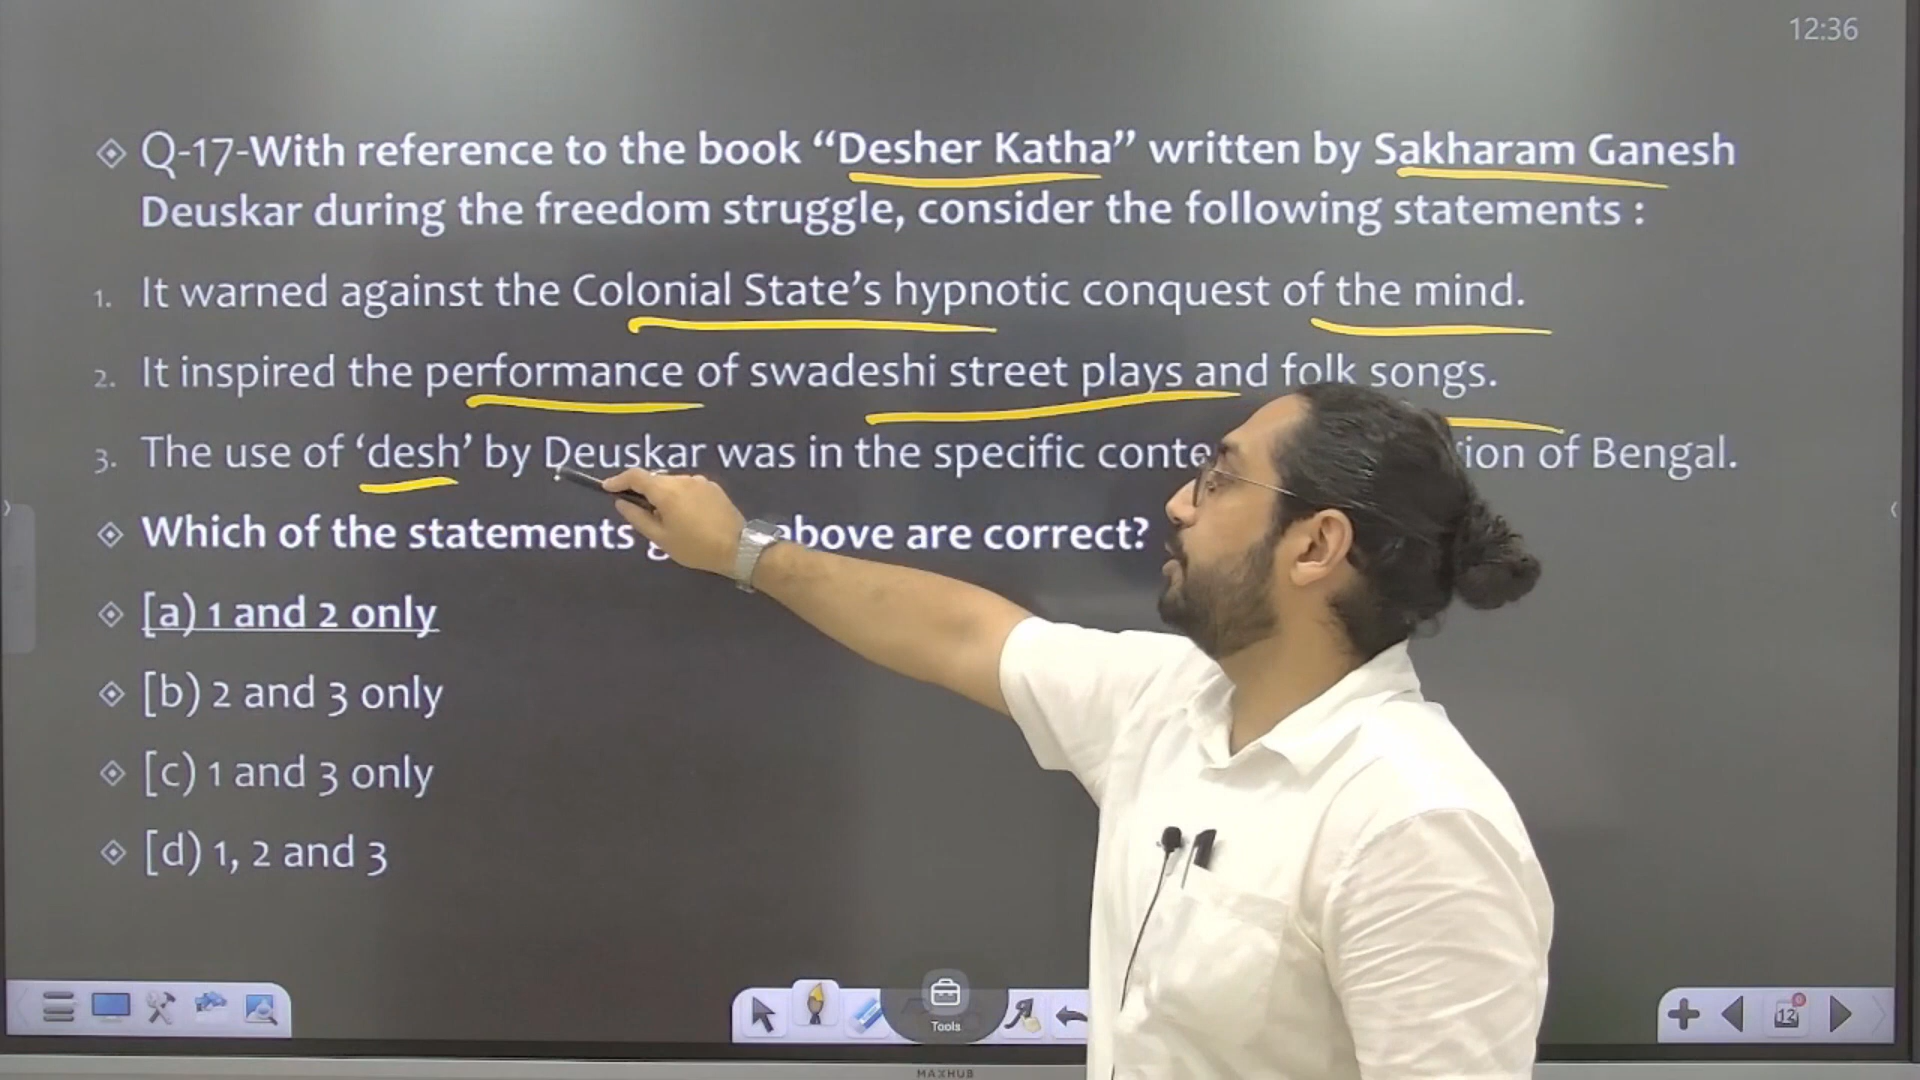 12:36
Q-17-With reference to the book “Desher Katha” written by Sakharam Ganesh
Deuskar during the freedom struggle, consider the following statements :
1. It warned against the Colonial State’s hypnotic conquest of the mind.
2. It inspired the performance of swadeshi street plays and folk songs.
3. The use of ‘desh’ by Deuskar was in the specific of Bengal.
Which of the statements above are correct?
[a) 1 and 2 only
[b) 2 and 3 only
[c) 1 and 3 only
[d) 1, 2 and 3
Tools
12
MAXHUB